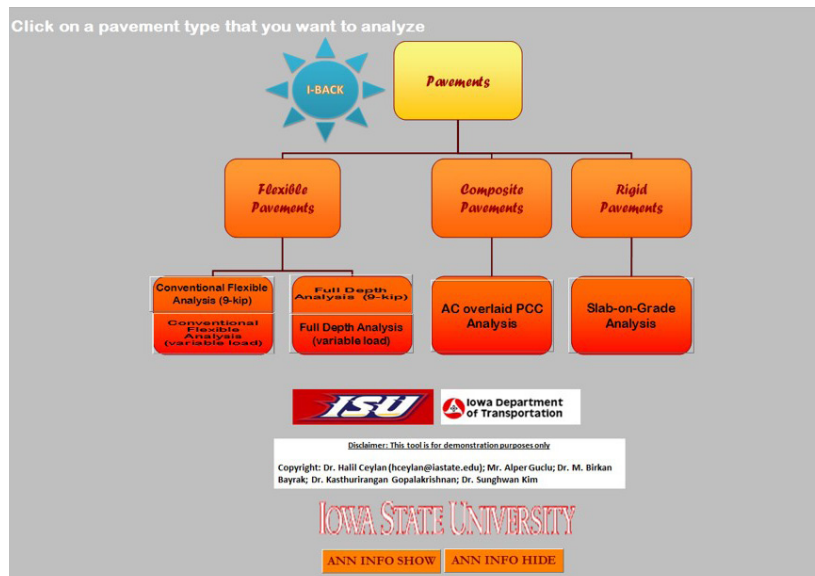 Click on a pavement type that you want to analyze
I-BACK
Pavements
Flexible
Pavements
Composite
Pavements
Rigid
Pavements
Conventional Flexible
Analysis (9-kip)
Conventional
Flexible
Analysis
(variable load)
Full Depth
Analysis (9-kip)
Full Depth Analysis
(variable load)
AC overlaid PCC
Analysis
Slab-on-Grade
Analysis
ISU
Iowa Department
of Transportation
Disclaimer: This tool is for demonstration purposes only
Copyright: Dr. Halil Ceylan (hceylan@iastate.edu); Mr. Alper Guclu; Dr. M. Birkan
Bayrak; Dr. Kasthurirangan Gopalakrishnan; Dr. Sunghwan Kim
IOWA STATE UNIVERSITY
ANN INFO SHOW
ANN INFO HIDE